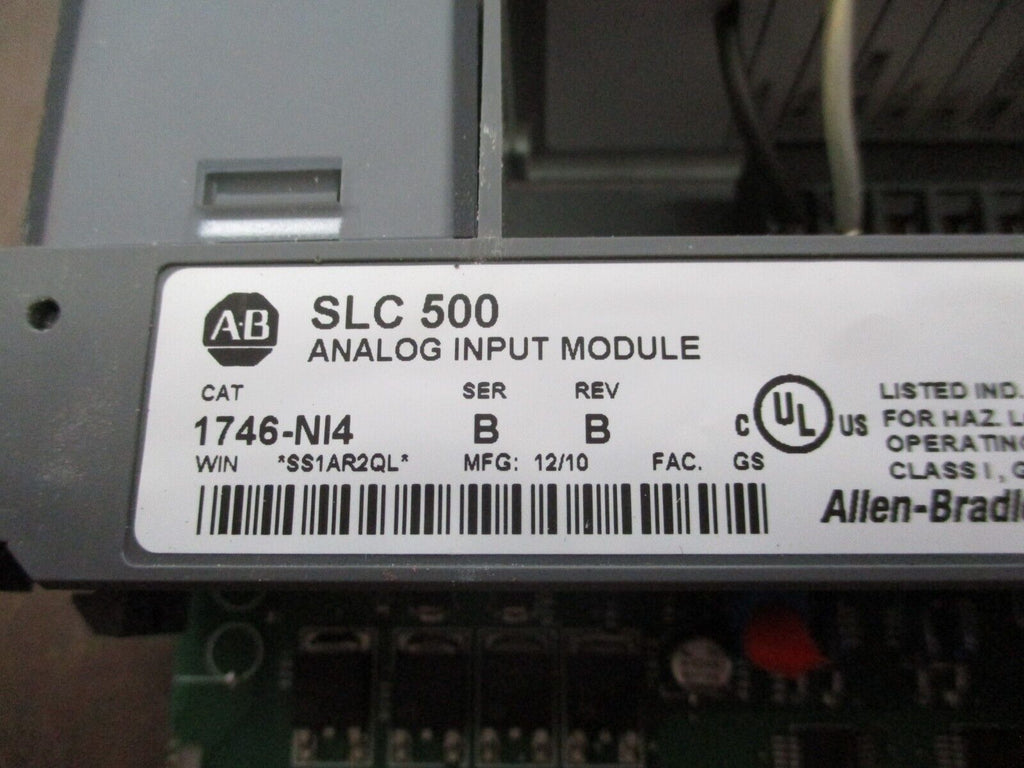 A·B
SLC 500
ANALOG INPUT MODULE
CAT SER REV
1746-NI4 B B
WIN *SS1AR2QL* MFG: 12/10 FAC. GS
C UL US
LISTED IND.
FOR HAZ.
OPERATING
CLASS I,
Allen-Bradle